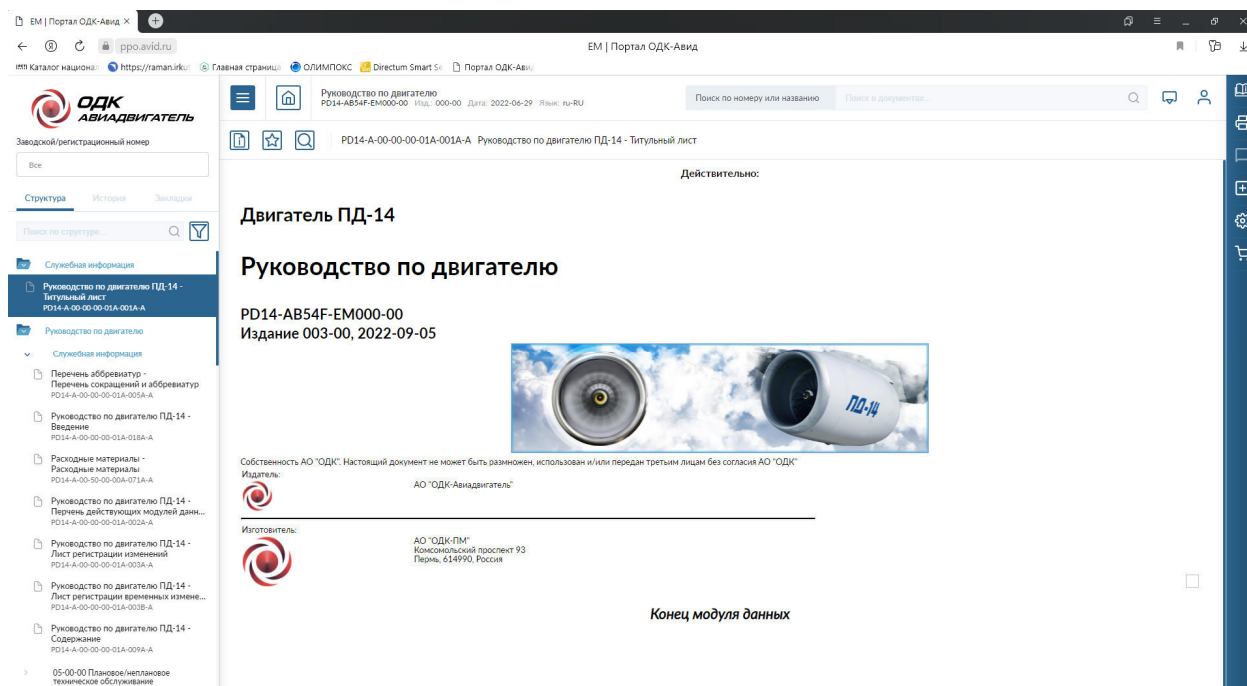 ЕМ | Портал ОДК-Авид
ppo.avid.ru
ЕМ | Портал ОДК-Авид
Каталог национал
https://raman.irku
Главная страница
ОЛИМПОКС
Directum Smart Se
Портал ОДК-Авид
ОДК
АВИАДВИГАТЕЛЬ
Заводской/регистрационный номер
Все
Структура
История
Закладки
Поиск по структуре...
Служебная информация
Руководство по двигателю ПД-14 -
Титульный лист
PD14-A-00-00-00-01A-001A-A
Руководство по двигателю
Служебная информация
Перечень аббревиатур -
Перечень сокращений и аббревиатур
PD14-A-00-00-00-01A-005A-A
Руководство по двигателю ПД-14 -
Введение
PD14-A-00-00-00-01A-018A-A
Расходные материалы -
Расходные материалы
PD14-A-00-50-00-00A-071A-A
Руководство по двигателю ПД-14 -
Перчень действующих модулей данн...
PD14-A-00-00-00-01A-002A-A
Руководство по двигателю ПД-14 -
Лист регистрации изменений
PD14-A-00-00-00-01A-003A-A
Руководство по двигателю ПД-14 -
Лист регистрации временных измене...
PD14-A-00-00-00-01A-003B-A
Руководство по двигателю ПД-14 -
Содержание
PD14-A-00-00-00-01A-009A-A
05-00-00 Плановое/неплановое
техническое обслуживание
Руководство по двигателю
PD14-AB54F-EM000-00 Изд.: 000-00 Дата: 2022-06-29 Язык: ru-RU
Поиск по номеру или названию
Поиск в документах...
PD14-A-00-00-00-01A-001A-A Руководство по двигателю ПД-14 - Титульный лист
Действительно:
Двигатель ПД-14
Руководство по двигателю
PD14-AB54F-EM000-00
Издание 003-00, 2022-09-05
ПД-14
Собственность АО "ОДК". Настоящий документ не может быть размножен, использован и/или передан третьим лицам без согласия АО "ОДК"
Издатель:
АО "ОДК-Авиадвигатель"
Изготовитель:
АО "ОДК-ПМ"
Комсомольский проспект 93
Пермь, 614990, Россия
Конец модуля данных